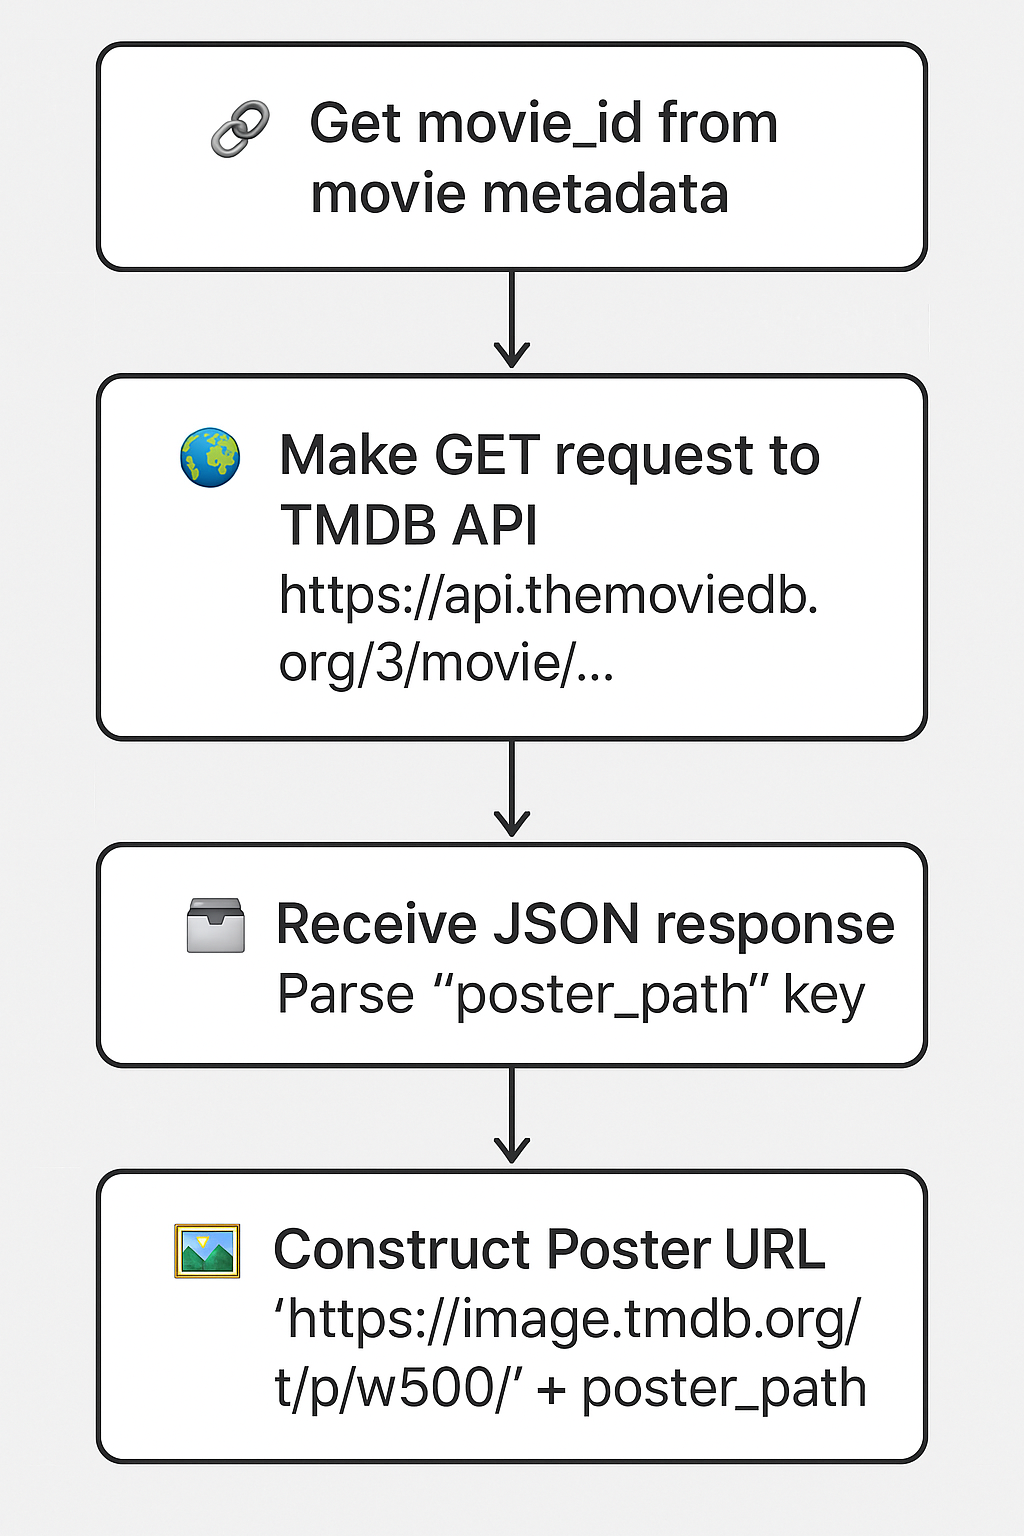 Get movie_id from
movie metadata
Make GET request to
TMDB API
https://api.themoviedb.
org/3/movie/...
Receive JSON response
Parse “poster_path” key
Construct Poster URL
‘https://image.tmdb.org/
t/p/w500/’ + poster_path